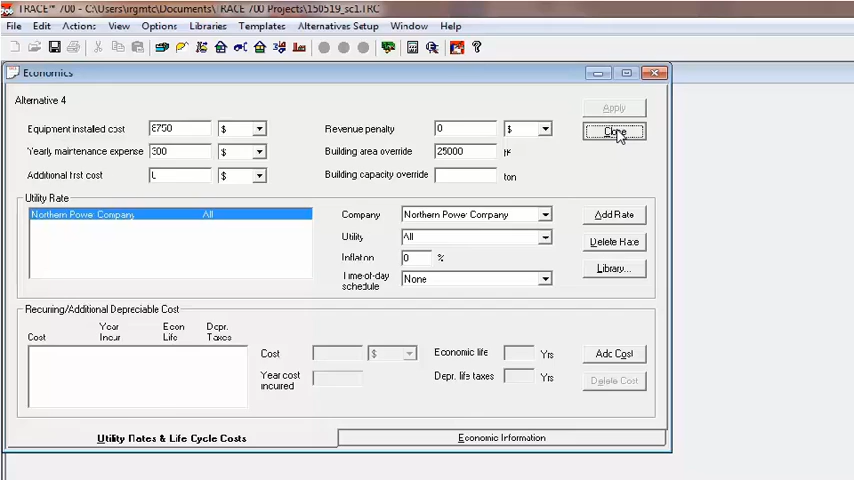 TRACE™ 700 - C:\Users\rgmtc\Documents\ RACE 700 Projects\150519_sc1.TRC
File Edit Actions View Options Libraries Templates Alternatives Setup Window Help
Economics
Alternative 4
Apply
Equipment installed cost 8750 $ Revenue penalty 0 $ Close
Yearly maintenance expense 300 $ Building area override 25000 ft²
Additional first cost $ Building capacity override ton
Utility Rate
Northern Power Company All Company Northern Power Company Add Rate
Utility All Delete Rate
Inflation 0 %
Library...
Time-of-day schedule None
Recurring/Additional Depreciable Cost
Cost Year Incur Econ Life Depr. Taxes
Cost $ Economic life Yrs Add Cost
Year cost incurred Depr. life taxes Yrs Delete Cost
Utility Rates & Life Cycle Costs Economic Information